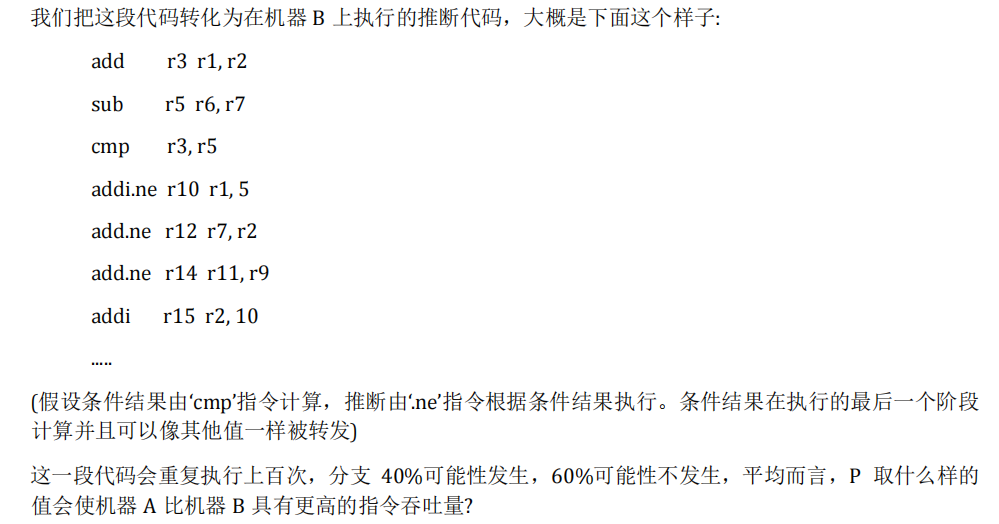 我们把这段代码转化为在机器 B 上执行的推断代码，大概是下面这个样子:
add r3 r1, r2
sub r5 r6, r7
cmp r3, r5
addi.ne r10 r1, 5
add.ne r12 r7, r2
add.ne r14 r11, r9
addi r15 r2, 10
.....
(假设条件结果由‘cmp’指令计算，推断由‘.ne’指令根据条件结果执行。条件结果在执行的最后一个阶段
计算并且可以像其他值一样被转发)
这一段代码会重复执行上百次，分支 40%可能性发生，60%可能性不发生，平均而言，P 取什么样的
值会使机器 A 比机器 B 具有更高的指令吞吐量?